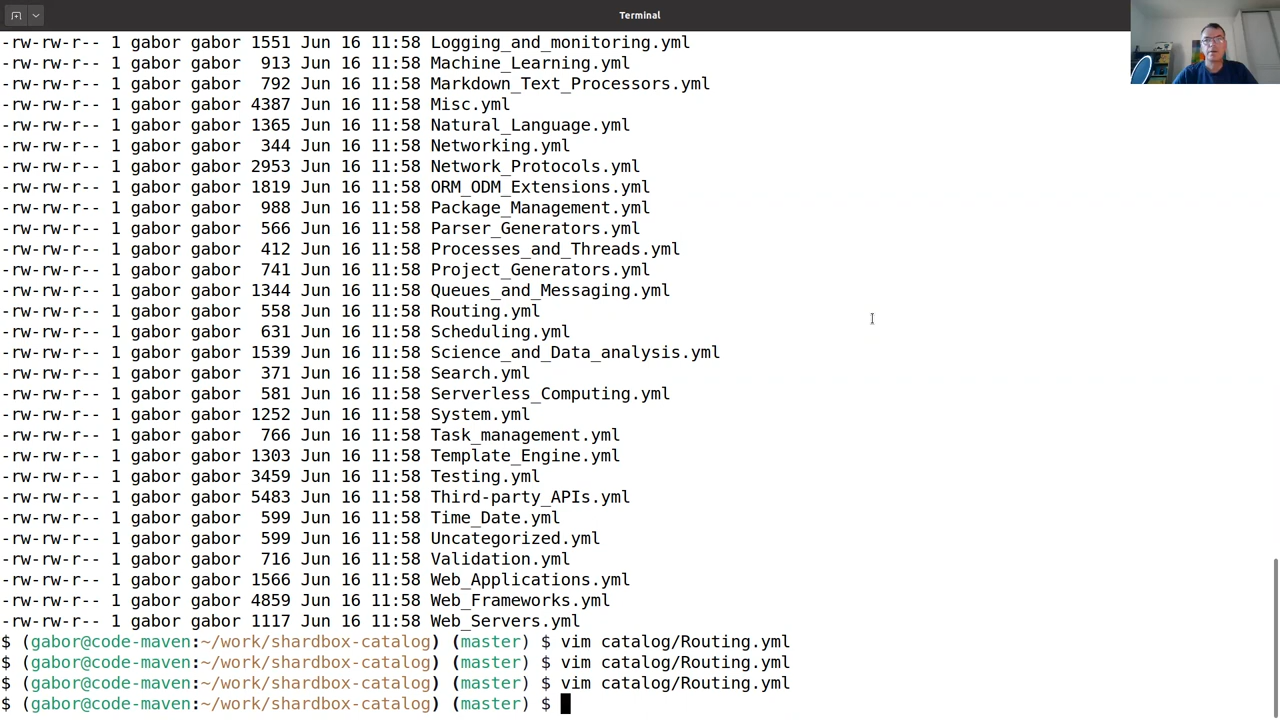 Terminal
-rw-rw-r-- 1 gabor gabor 1551 Jun 16 11:58 Logging_and_monitoring.yml
-rw-rw-r-- 1 gabor gabor  913 Jun 16 11:58 Machine_Learning.yml
-rw-rw-r-- 1 gabor gabor  792 Jun 16 11:58 Markdown_Text_Processors.yml
-rw-rw-r-- 1 gabor gabor 4387 Jun 16 11:58 Misc.yml
-rw-rw-r-- 1 gabor gabor 1365 Jun 16 11:58 Natural_Language.yml
-rw-rw-r-- 1 gabor gabor  344 Jun 16 11:58 Networking.yml
-rw-rw-r-- 1 gabor gabor 2953 Jun 16 11:58 Network_Protocols.yml
-rw-rw-r-- 1 gabor gabor 1819 Jun 16 11:58 ORM_ODM_Extensions.yml
-rw-rw-r-- 1 gabor gabor  988 Jun 16 11:58 Package_Management.yml
-rw-rw-r-- 1 gabor gabor  566 Jun 16 11:58 Parser_Generators.yml
-rw-rw-r-- 1 gabor gabor  412 Jun 16 11:58 Processes_and_Threads.yml
-rw-rw-r-- 1 gabor gabor  741 Jun 16 11:58 Project_Generators.yml
-rw-rw-r-- 1 gabor gabor 1344 Jun 16 11:58 Queues_and_Messaging.yml
-rw-rw-r-- 1 gabor gabor  558 Jun 16 11:58 Routing.yml
-rw-rw-r-- 1 gabor gabor  631 Jun 16 11:58 Scheduling.yml
-rw-rw-r-- 1 gabor gabor 1539 Jun 16 11:58 Science_and_Data_analysis.yml
-rw-rw-r-- 1 gabor gabor  371 Jun 16 11:58 Search.yml
-rw-rw-r-- 1 gabor gabor  581 Jun 16 11:58 Serverless_Computing.yml
-rw-rw-r-- 1 gabor gabor 1252 Jun 16 11:58 System.yml
-rw-rw-r-- 1 gabor gabor  766 Jun 16 11:58 Task_management.yml
-rw-rw-r-- 1 gabor gabor 1303 Jun 16 11:58 Template_Engine.yml
-rw-rw-r-- 1 gabor gabor 3459 Jun 16 11:58 Testing.yml
-rw-rw-r-- 1 gabor gabor 5483 Jun 16 11:58 Third-party_APIs.yml
-rw-rw-r-- 1 gabor gabor  599 Jun 16 11:58 Time_Date.yml
-rw-rw-r-- 1 gabor gabor  599 Jun 16 11:58 Uncategorized.yml
-rw-rw-r-- 1 gabor gabor  716 Jun 16 11:58 Validation.yml
-rw-rw-r-- 1 gabor gabor 1566 Jun 16 11:58 Web_Applications.yml
-rw-rw-r-- 1 gabor gabor 4859 Jun 16 11:58 Web_Frameworks.yml
-rw-rw-r-- 1 gabor gabor 1117 Jun 16 11:58 Web_Servers.yml
$ (gabor@code-maven:~/work/shardbox-catalog) (master) $ vim catalog/Routing.yml
$ (gabor@code-maven:~/work/shardbox-catalog) (master) $ vim catalog/Routing.yml
$ (gabor@code-maven:~/work/shardbox-catalog) (master) $ vim catalog/Routing.yml
$ (gabor@code-maven:~/work/shardbox-catalog) (master) $